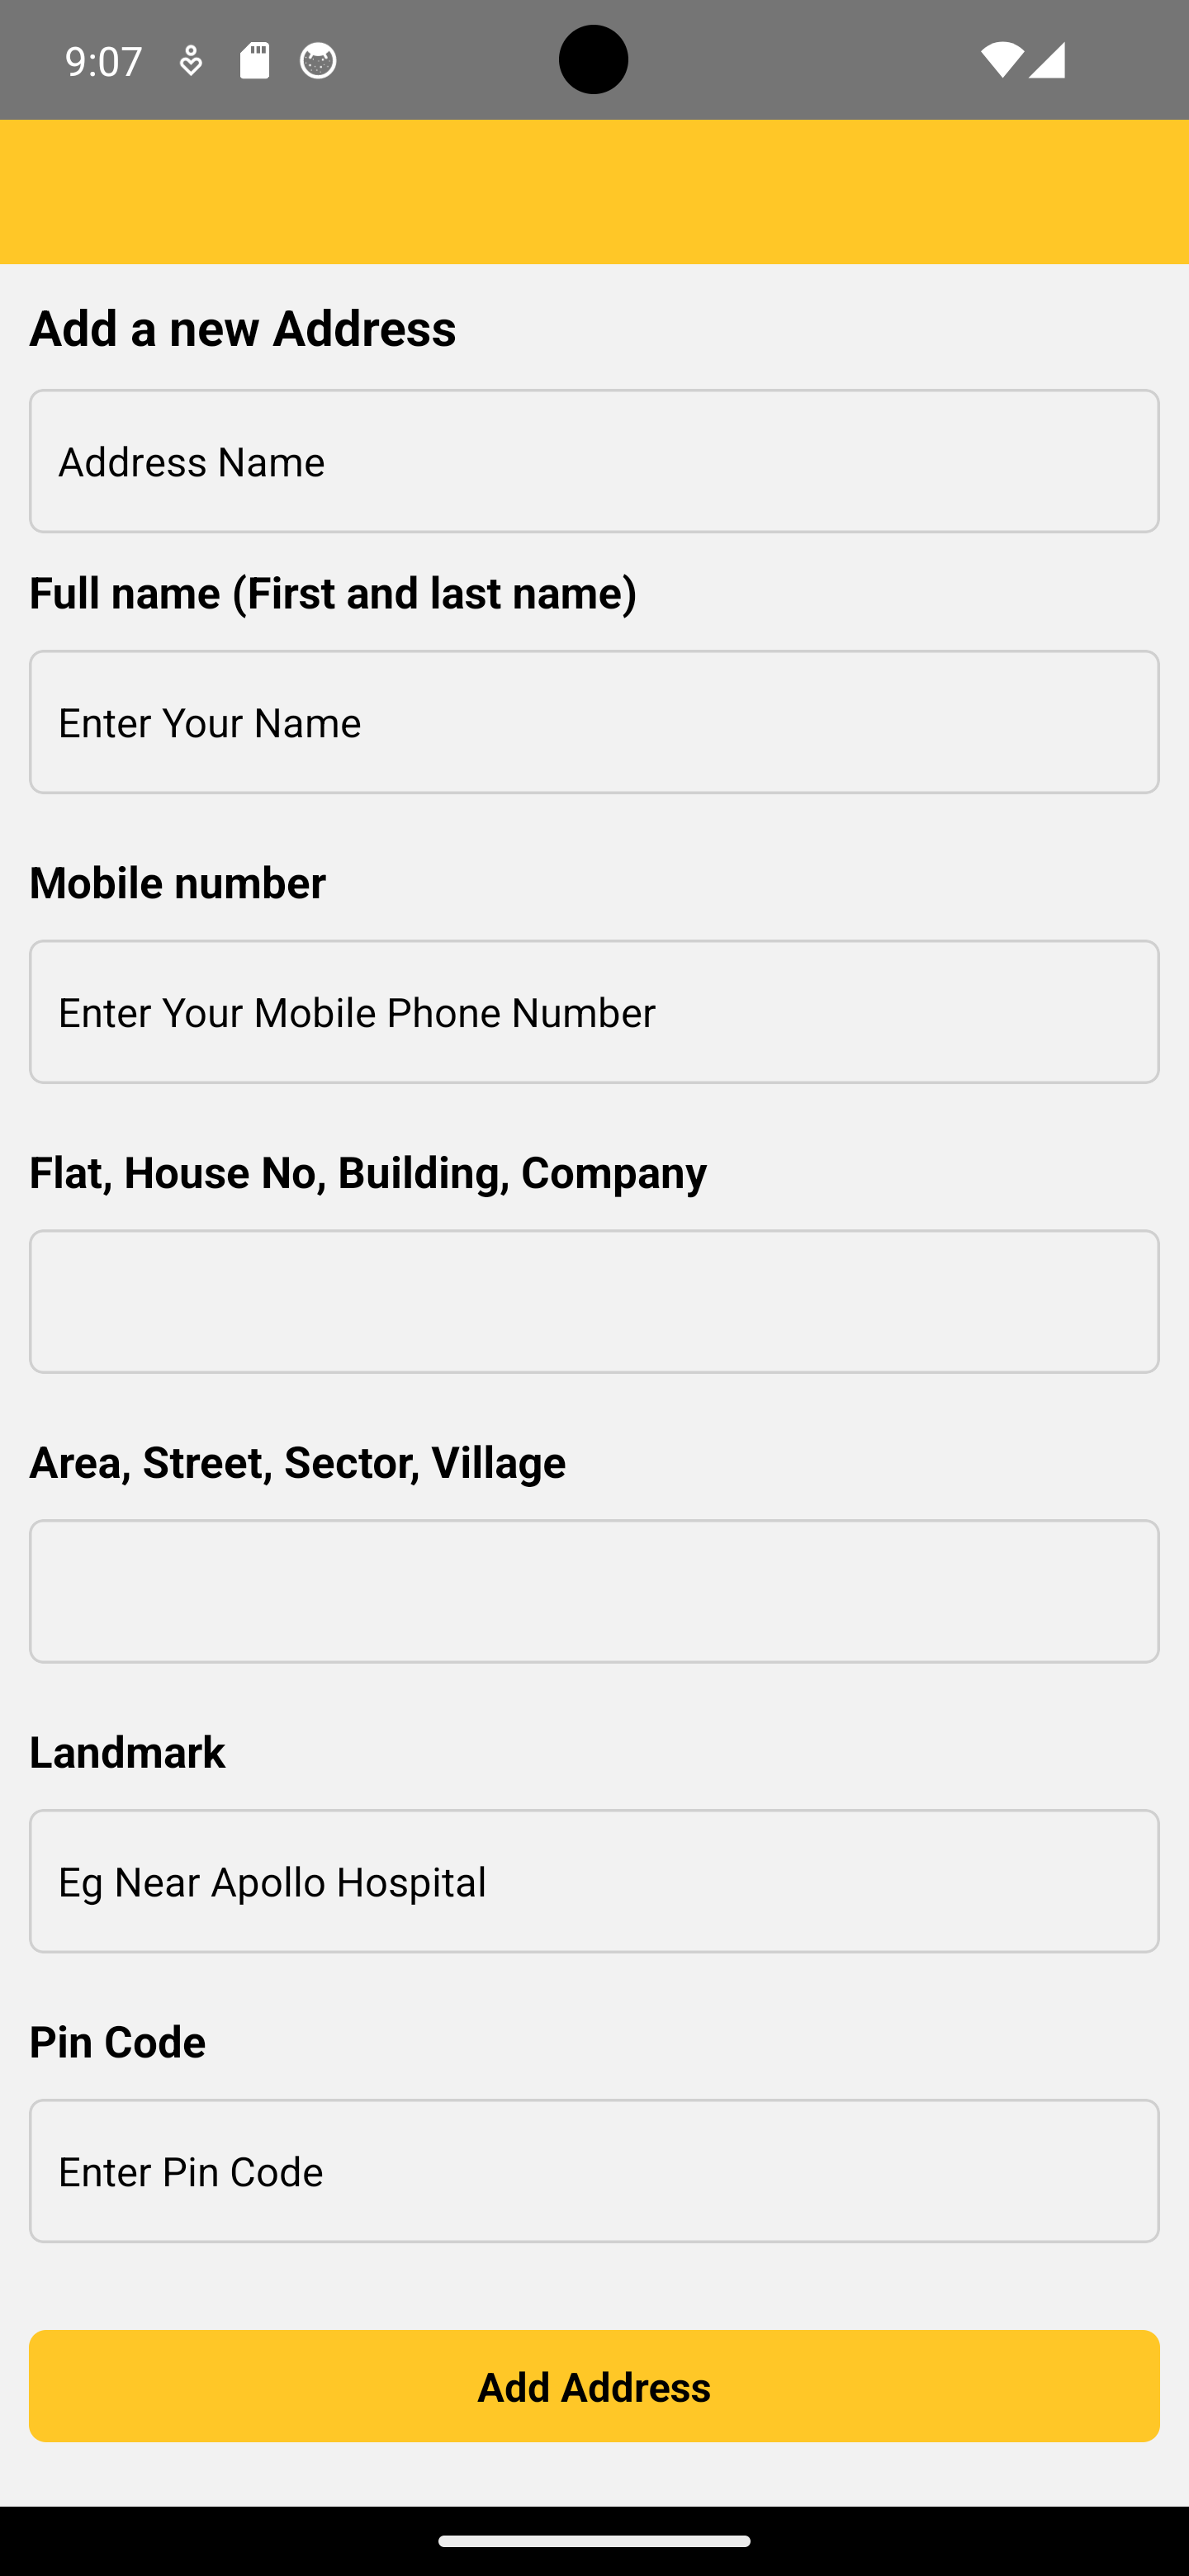 9:07
Add a new Address
Address Name
Full name (First and last name)
Enter Your Name
Mobile number
Enter Your Mobile Phone Number
Flat, House No, Building, Company
Area, Street, Sector, Village
Landmark
Eg Near Apollo Hospital
Pin Code
Enter Pin Code
Add Address